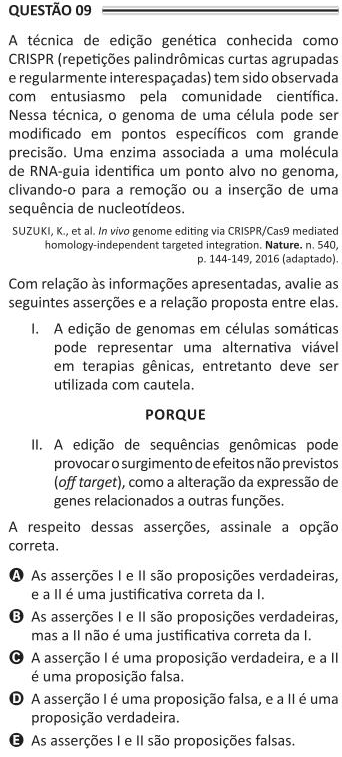 QUESTÃO 09
A técnica de edição genética conhecida como
CRISPR (repetições palindrômicas curtas agrupadas
e regularmente interespaçadas) tem sido observada
com entusiasmo pela comunidade científica.
Nessa técnica, o genoma de uma célula pode ser
modificado em pontos específicos com grande
precisão. Uma enzima associada a uma molécula
de RNA-guia identifica um ponto alvo no genoma,
clivando-o para a remoção ou a inserção de uma
sequência de nucleotídeos.
SUZUKI, K., et al. In vivo genome editing via CRISPR/Cas9 mediated
homology-independent targeted integration. Nature. n. 540,
p. 144-149, 2016 (adaptado).
Com relação às informações apresentadas, avalie as
seguintes asserções e a relação proposta entre elas.
I. A edição de genomas em células somáticas
pode representar uma alternativa viável
em terapias gênicas, entretanto deve ser
utilizada com cautela.
PORQUE
II. A edição de sequências genômicas pode
provocar o surgimento de efeitos não previstos
(off target), como a alteração da expressão de
genes relacionados a outras funções.
A respeito dessas asserções, assinale a opção
correta.
A As asserções I e II são proposições verdadeiras,
e a II é uma justificativa correta da I.
B As asserções I e II são proposições verdadeiras,
mas a II não é uma justificativa correta da I.
C A asserção I é uma proposição verdadeira, e a II
é uma proposição falsa.
D A asserção I é uma proposição falsa, e a II é uma
proposição verdadeira.
E As asserções I e II são proposições falsas.